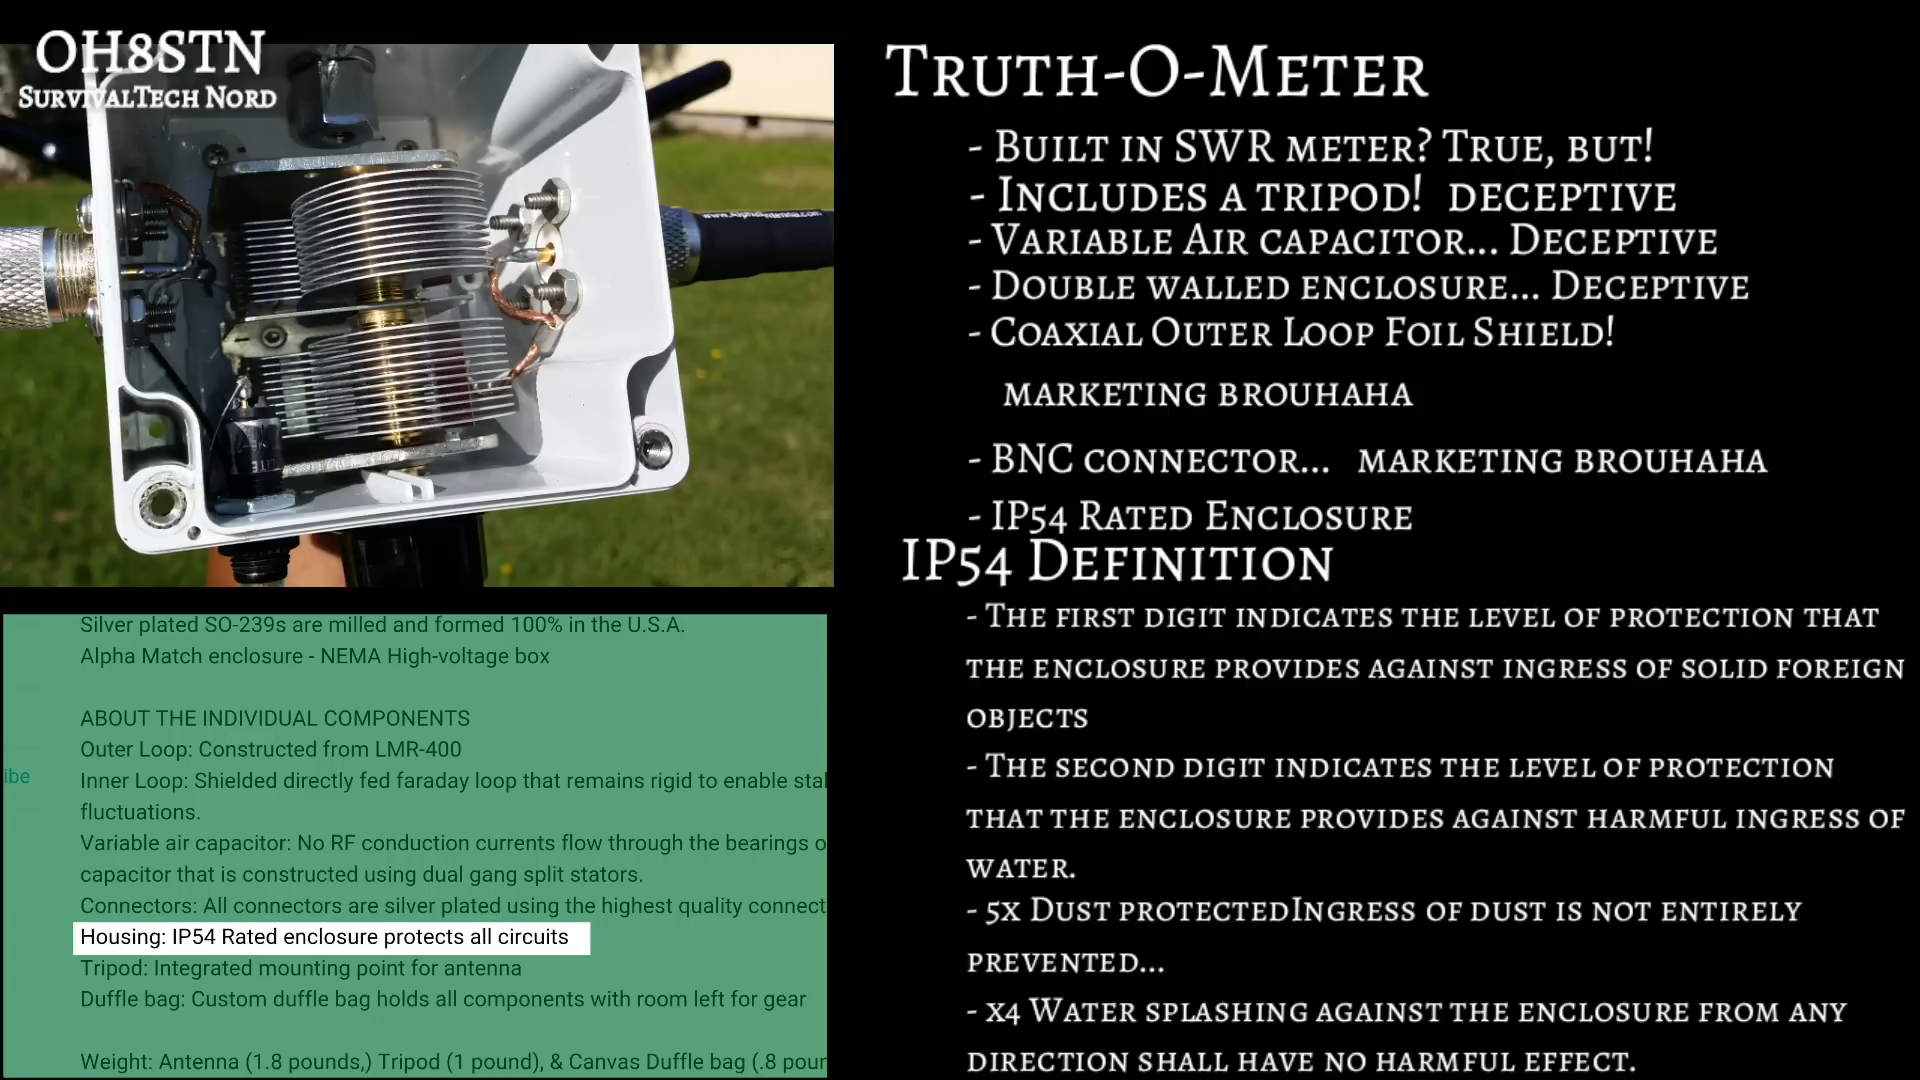 OH8STN
SurvivalTech Nord
www.Alpha
Truth-O-Meter
- Built in SWR meter? True, but!
- Includes a tripod! deceptive
- Variable Air capacitor... Deceptive
- Double walled enclosure... Deceptive
- Coaxial Outer Loop Foil Shield!
marketing brouhaha
- BNC connector... marketing brouhaha
- IP54 Rated Enclosure
IP54 Definition
- The first digit indicates the level of protection that
the enclosure provides against ingress of solid foreign
objects
- The second digit indicates the level of protection
that the enclosure provides against harmful ingress of
water.
- 5x Dust protectedIngress of dust is not entirely
prevented...
- x4 Water splashing against the enclosure from any
direction shall have no harmful effect.
Silver plated SO-239s are milled and formed 100% in the U.S.A.
Alpha Match enclosure - NEMA High-voltage box
ABOUT THE INDIVIDUAL COMPONENTS
Outer Loop: Constructed from LMR-400
ibe
Inner Loop: Shielded directly fed faraday loop that remains rigid to enable stal
fluctuations.
Variable air capacitor: No RF conduction currents flow through the bearings o
capacitor that is constructed using dual gang split stators.
Connectors: All connectors are silver plated using the highest quality connect
Housing: IP54 Rated enclosure protects all circuits
Tripod: Integrated mounting point for antenna
Duffle bag: Custom duffle bag holds all components with room left for gear
Weight: Antenna (1.8 pounds,) Tripod (1 pound), & Canvas Duffle bag (.8 pour